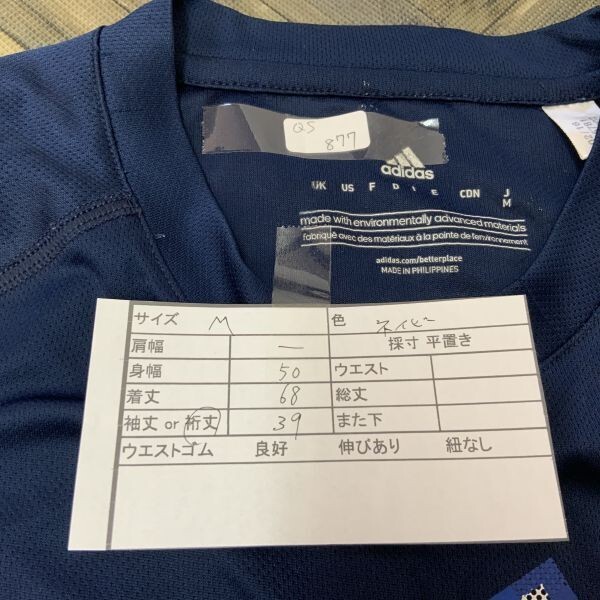 QS
877
adidas
UK US F D I E CDN J
M
made with environmentally advanced materials
fabriqué avec des matériaux à la pointe de l'environnement
adidas.com/betterplace
MADE IN PHILIPPINES
サイズ M 色 ネイビー
肩幅 ー 採寸 平置き
身幅 50 ウエスト
着丈 68 総丈
袖丈 or 裄丈 39 また下
ウエストゴム 良好 伸びあり 紐なし